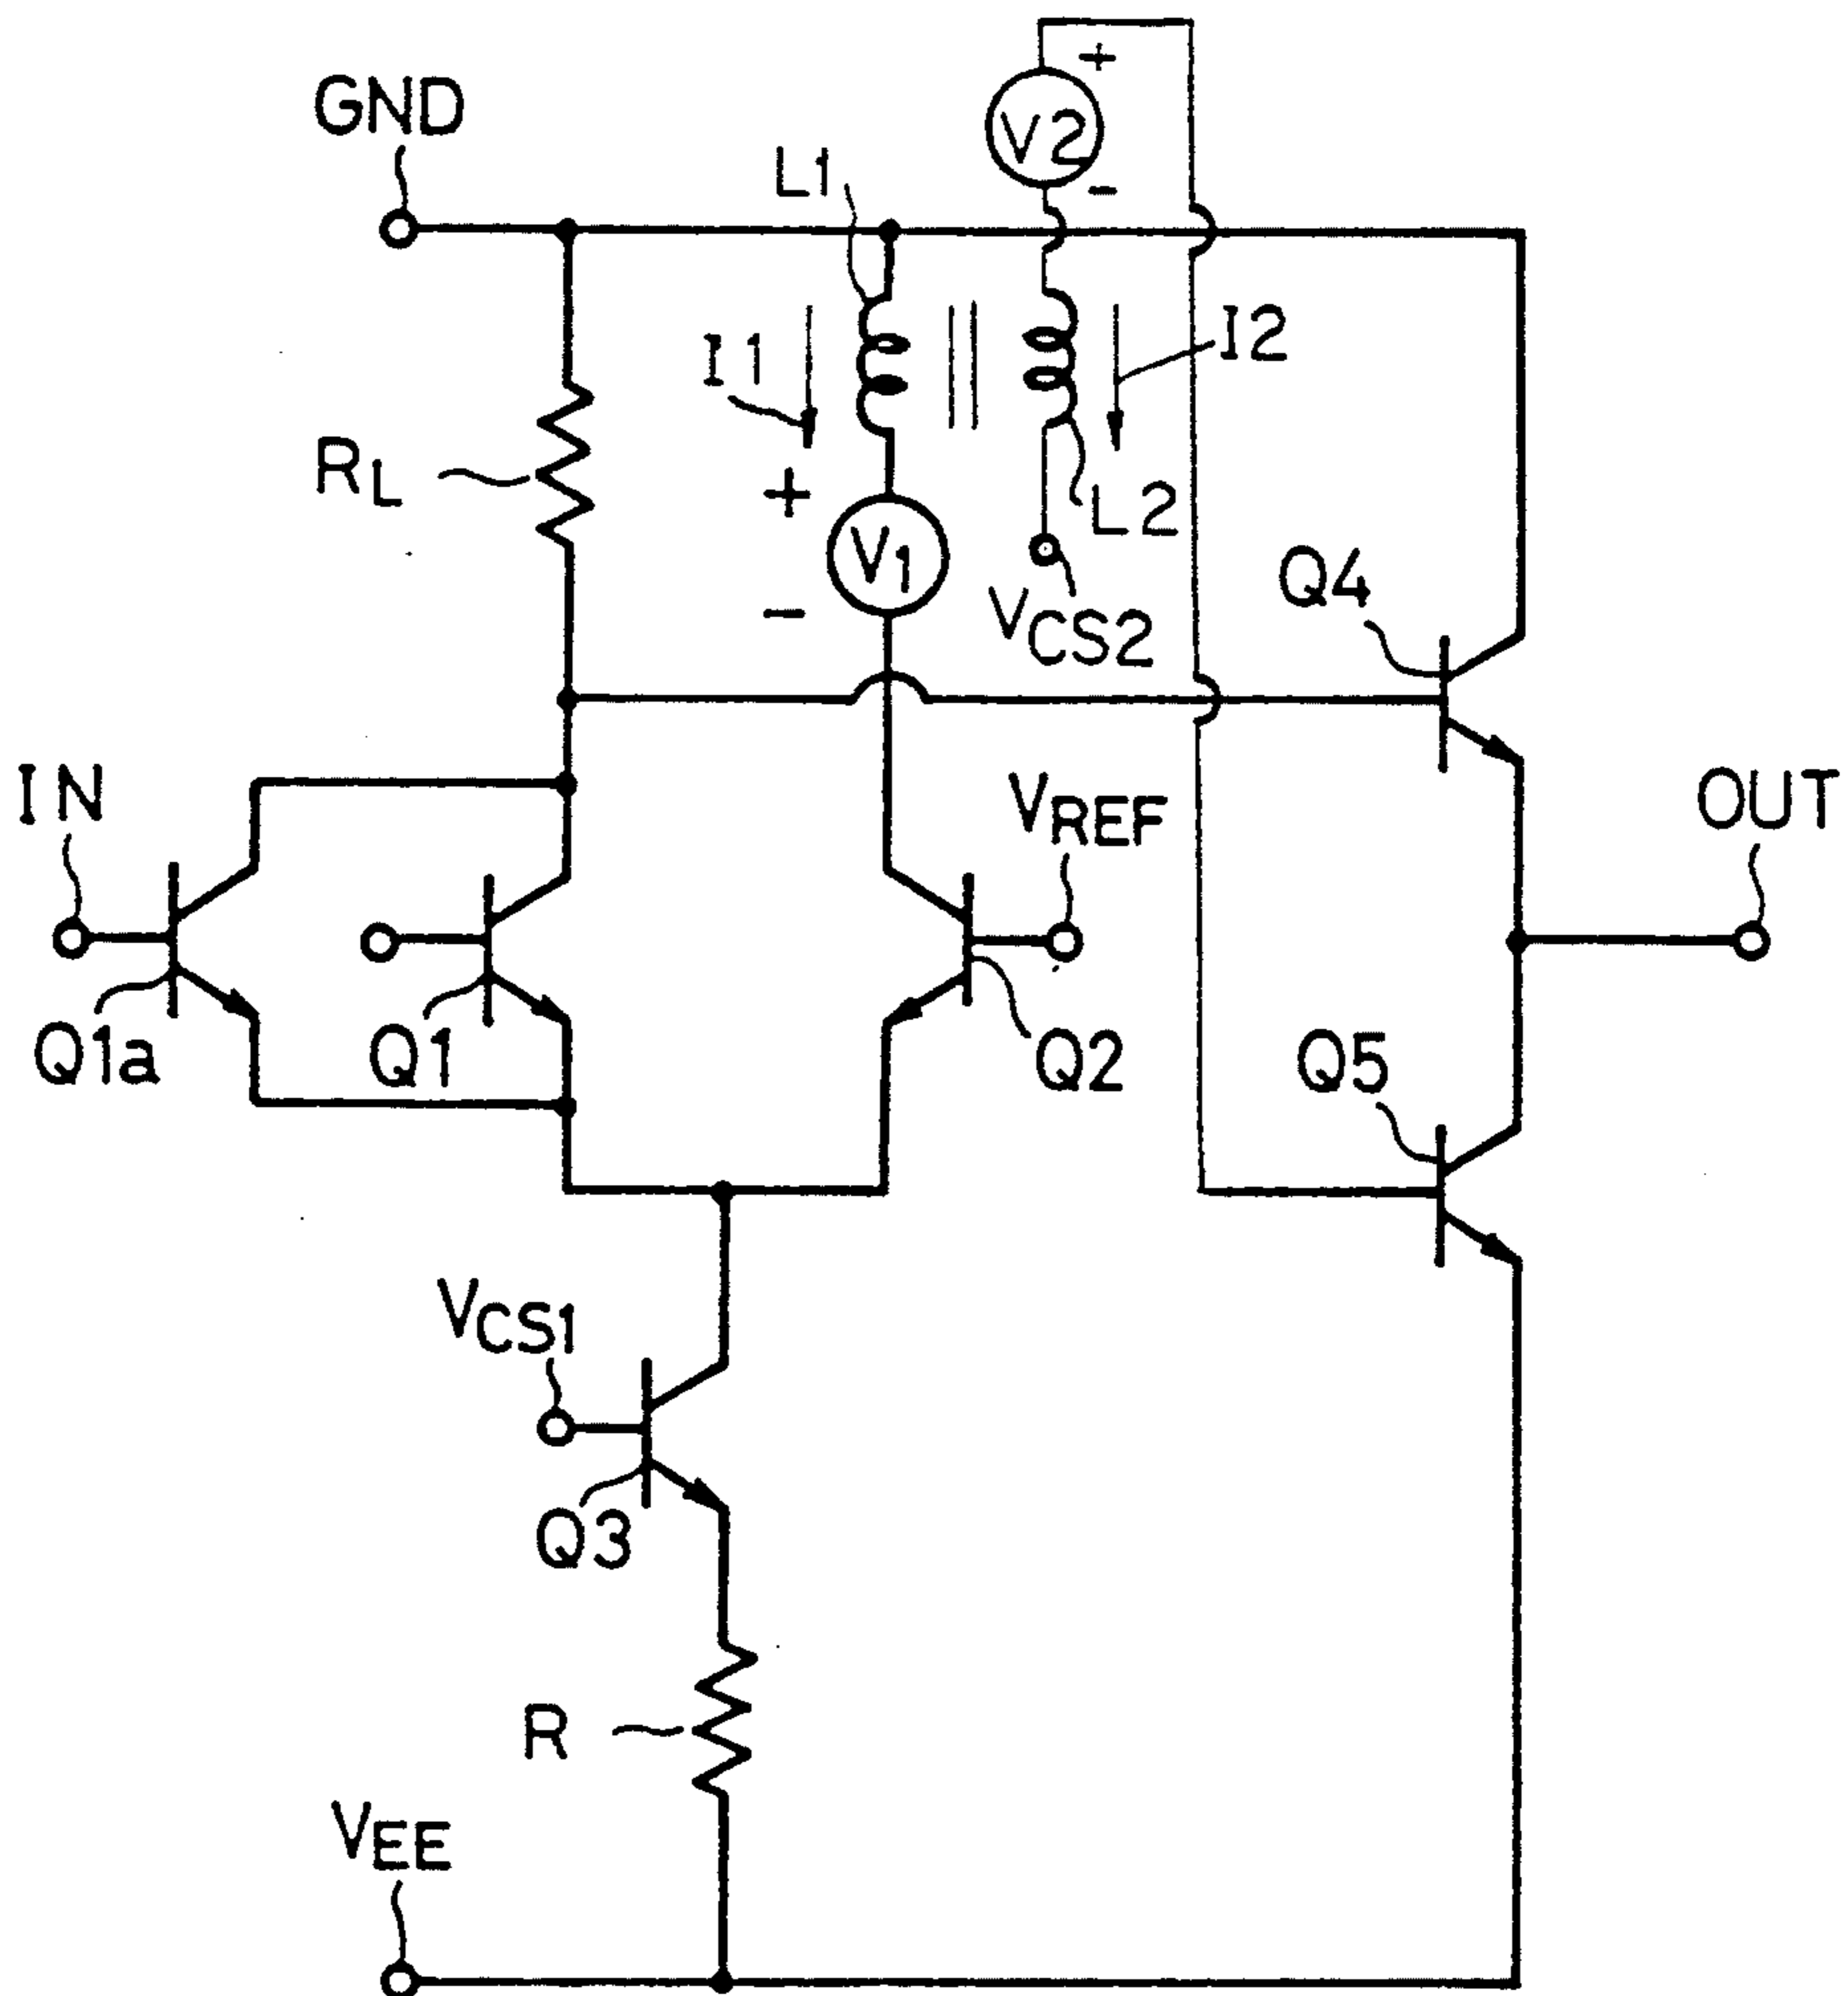 GND
+
V2
-
L1
I1
I2
RL
+
V1
-
L2
VCS2
Q4
IN
VREF
OUT
Q1a
Q1
Q2
Q5
VCS1
Q3
R
VEE